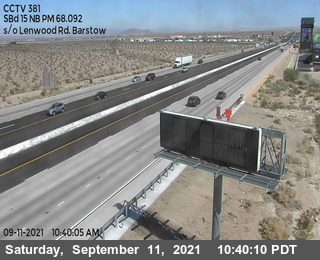 CCTV 381
SBd 15 NB PM 68.092
s/o Lenwood Rd. Barstow
09-11-2021 10:40:05 AM
Saturday, September 11, 2021 10:40:10 PDT